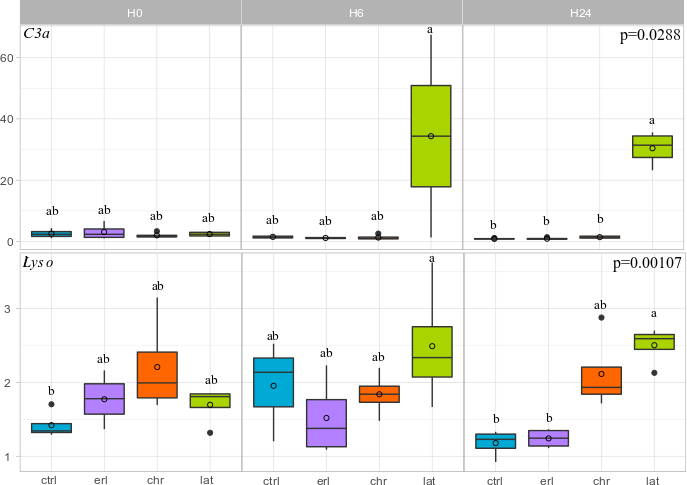 H0 H6 H24
C3a p=0.0288
60
40
20
0
ab ab ab ab ab ab ab a b b b a
Lyso p=0.00107
3
2
1
b ab ab ab ab ab ab a b b ab a
ctrl erl chr lat ctrl erl chr lat ctrl erl chr lat